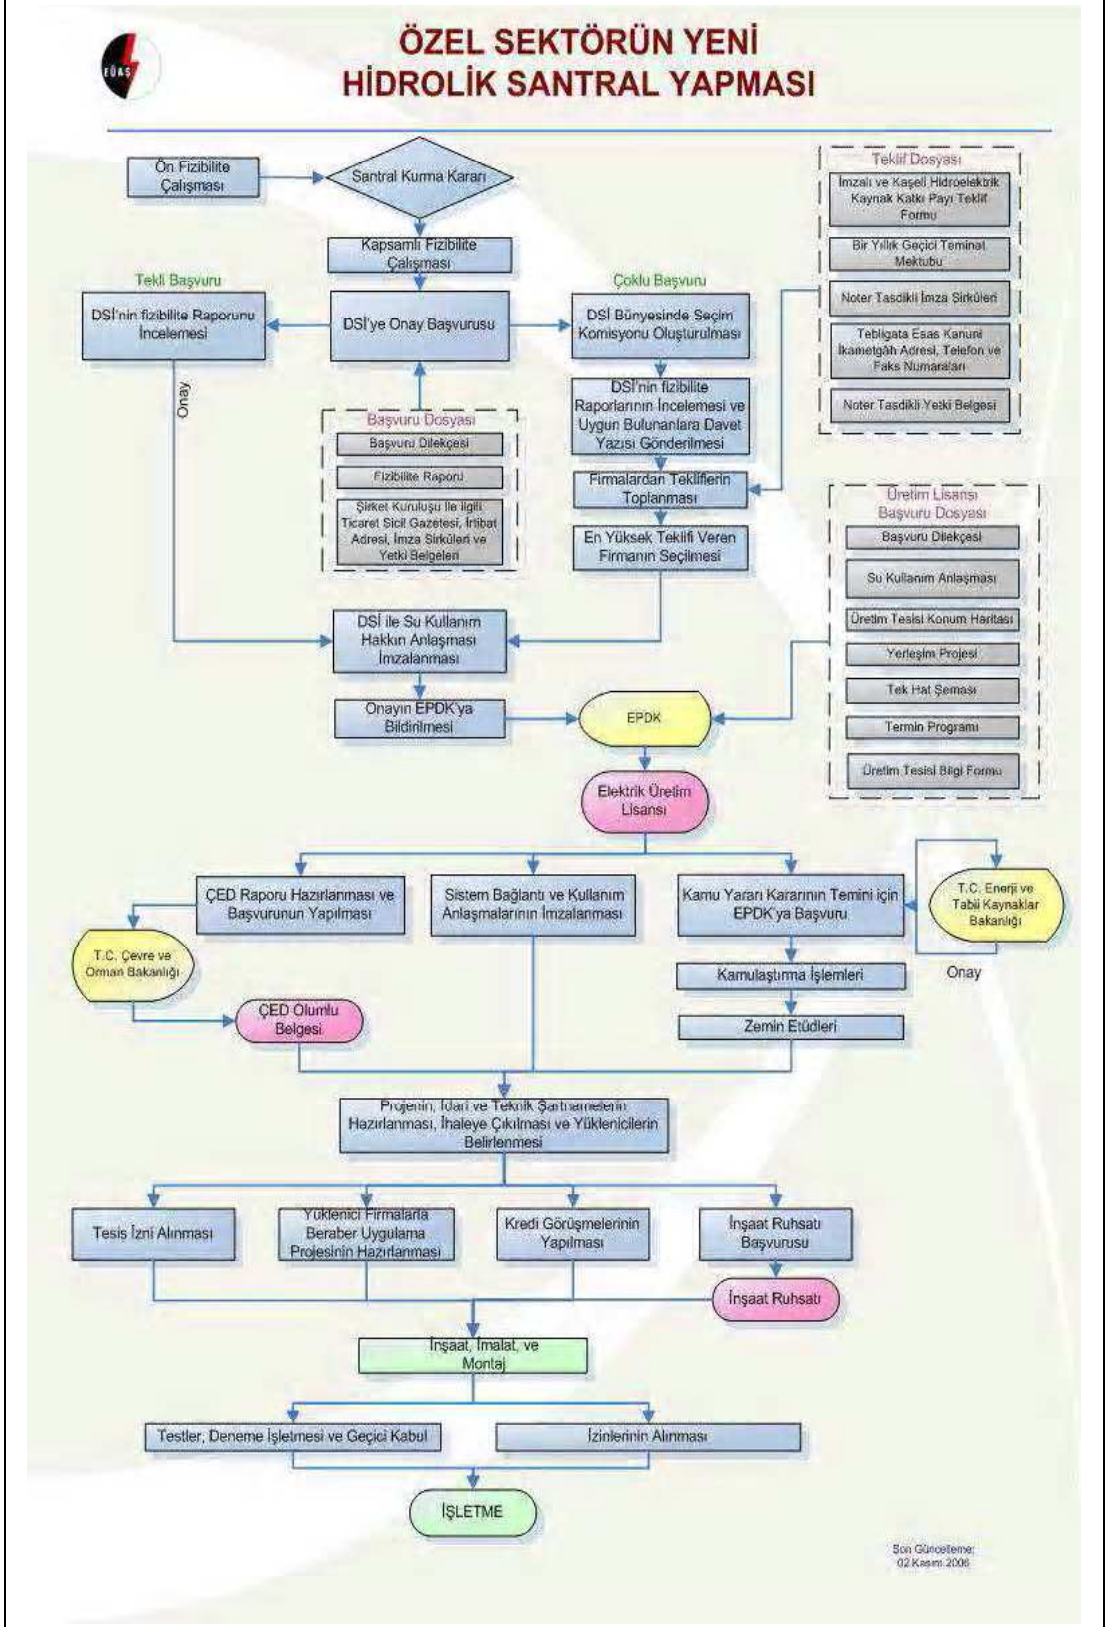 EÜAŞ
ÖZEL SEKTÖRÜN YENİ
HİDROLİK SANTRAL YAPMASI
Ön Fizibilite
Çalışması
Santral Kurma Kararı
Kapsamlı Fizibilite
Çalışması
Tekli Başvuru
DSİ'nin fizibilite Raporunu
İncelemesi
DSİ'ye Onay Başvurusu
Çoklu Başvuru
DSİ Bünyesinde Seçim
Komisyonu Oluşturulması
Onay
DSİ'nin fizibilite
Raporlarının İncelemesi ve
Uygun Bulunanlara Davet
Yazısı Gönderilmesi
Firmalardan Tekliflerin
Toplanması
En Yüksek Teklifi Veren
Firmanın Seçilmesi
Teklif Dosyası
İmzalı ve Kaşeli Hidroelektrik
Kaynak Katkı Payı Teklif
Formu
Bir Yıllık Geçici Teminat
Mektubu
Noter Tasdikli İmza Sirküleri
Tebligata Esas Kanuni
İkametgâh Adresi, Telefon ve
Faks Numaraları
Noter Tasdikli Yetki Belgesi
Başvuru Dosyası
Başvuru Dilekçesi
Fizibilite Raporu
Şirket Kuruluşu ile ilgili
Ticaret Sicil Gazetesi, İrtibat
Adresi, İmza Sirküleri ve
Yetki Belgeleri
Üretim Lisansı
Başvuru Dosyası
Başvuru Dilekçesi
Su Kullanım Anlaşması
Üretim Tesisi Konum Haritası
Yerleşim Projesi
Tek Hat Şeması
Termin Programı
Üretim Tesisi Bilgi Formu
DSİ ile Su Kullanım
Hakkın Anlaşması
İmzalanması
Onayın EPDK'ya
Bildirilmesi
EPDK
Elektrik Üretim
Lisansı
ÇED Raporu Hazırlanması ve
Başvurunun Yapılması
Sistem Bağlantı ve Kullanım
Anlaşmalarının İmzalanması
Kamu Yararı Kararının Temini için
EPDK'ya Başvuru
T.C. Enerji ve
Tabii Kaynaklar
Bakanlığı
Onay
T.C. Çevre ve
Orman Bakanlığı
ÇED Olumlu
Belgesi
Kamulaştırma İşlemleri
Zemin Etüdleri
Projenin, İdari ve Teknik Şartnamelerin
Hazırlanması, İhaleye Çıkılması ve Yüklenicilerin
Belirlenmesi
Tesis İzni Alınması
Yüklenici Firmalarla
Beraber Uygulama
Projesinin Hazırlanması
Kredi Görüşmelerinin
Yapılması
İnşaat Ruhsatı
Başvurusu
İnşaat Ruhsatı
İnşaat, İmalat, ve
Montaj
Testler, Deneme İşletmesi ve Geçici Kabul
İzinlerinin Alınması
İŞLETME
Son Güncelleme:
02 Kasım 2006